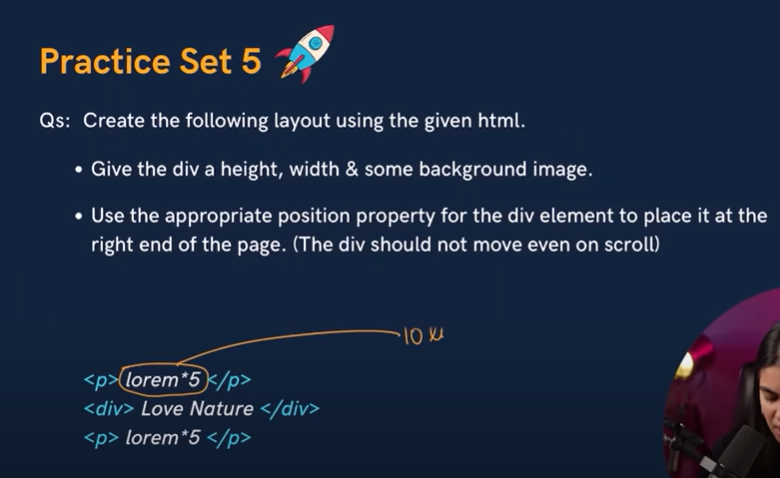 Practice Set 5
Qs: Create the following layout using the given html.
• Give the div a height, width & some background image.
• Use the appropriate position property for the div element to place it at the
right end of the page. (The div should not move even on scroll)
10
<p> lorem*5 </p>
<div> Love Nature </div>
<p> lorem*5 </p>